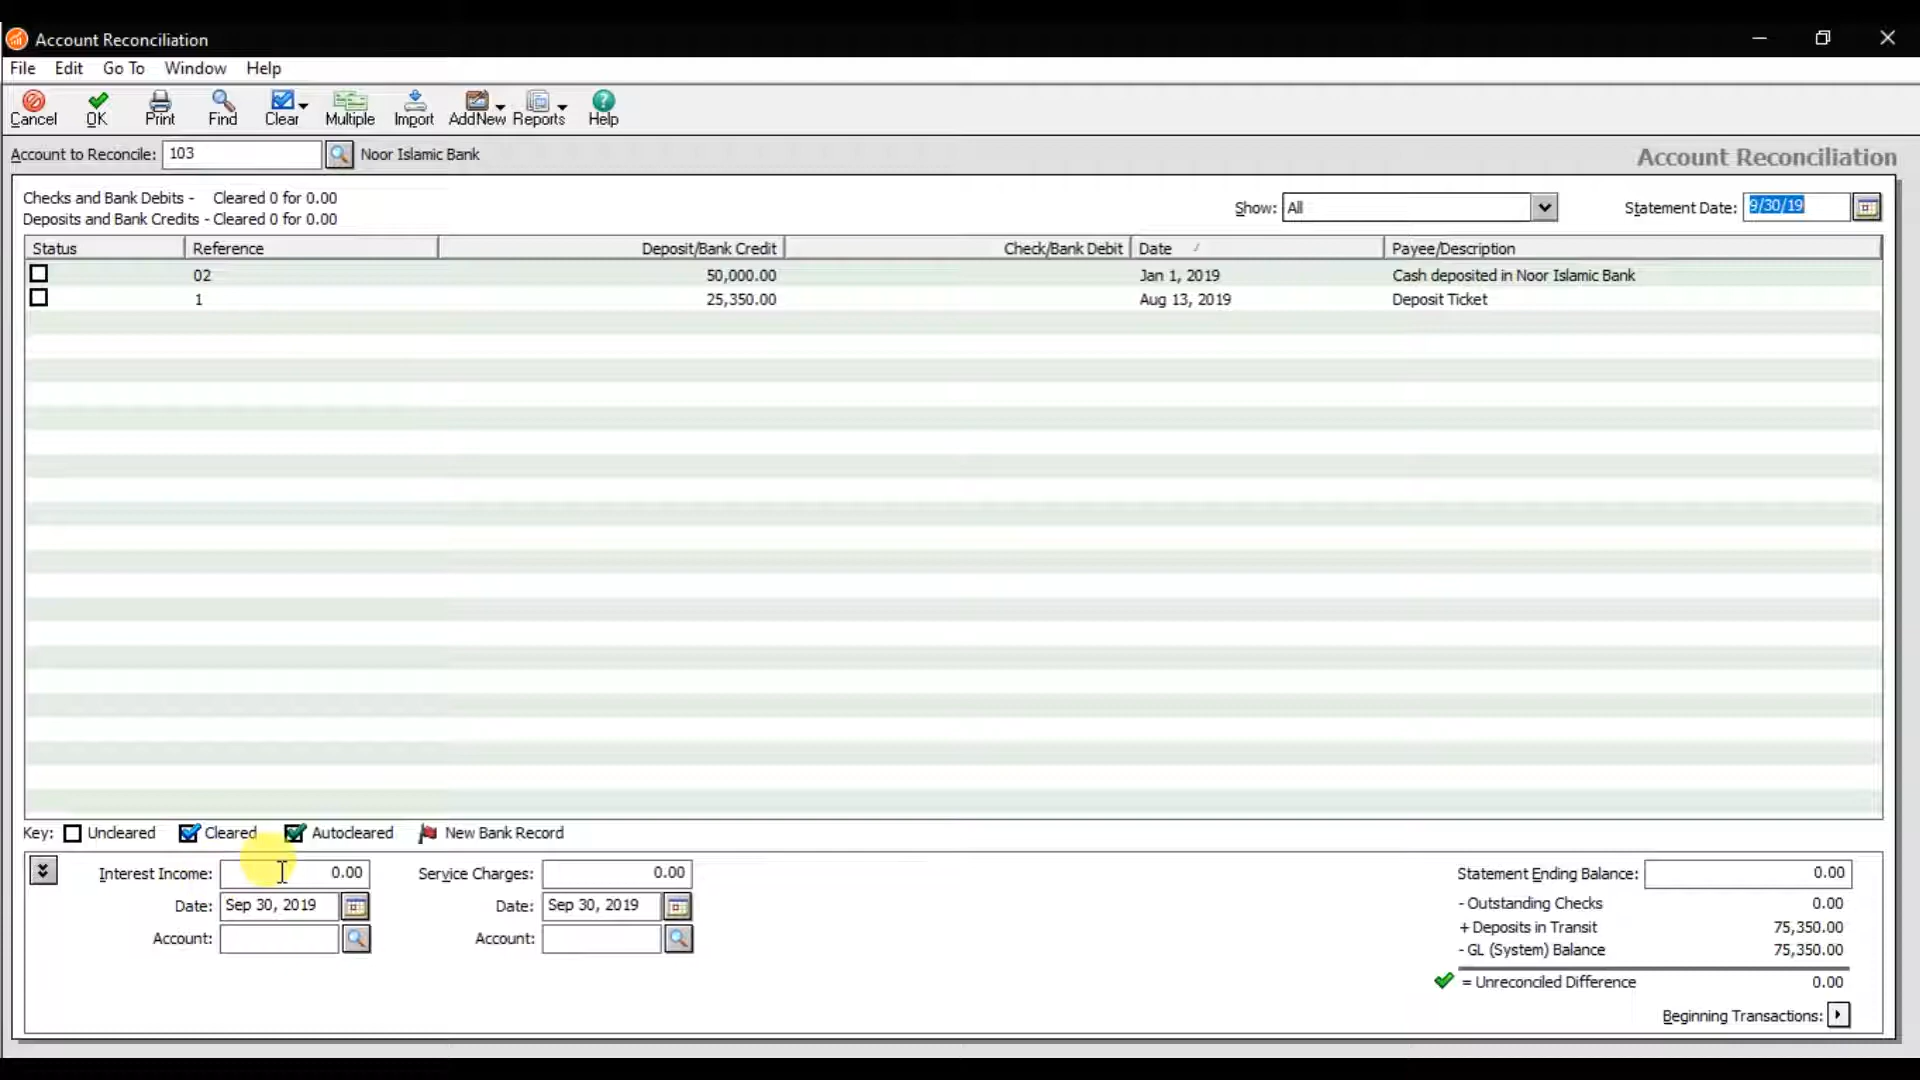 Account Reconciliation
File Edit Go To Window Help
Cancel OK Print Find Clear Multiple Import AddNew Reports Help
Account to Reconcile: 103 Noor Islamic Bank Account Reconciliation
Checks and Bank Debits - Cleared 0 for 0.00
Deposits and Bank Credits - Cleared 0 for 0.00
Show: All Statement Date: 9/30/19
Status Reference Deposit/Bank Credit Check/Bank Debit Date Payee/Description
02 50,000.00 Jan 1, 2019 Cash deposited in Noor Islamic Bank
1 25,350.00 Aug 13, 2019 Deposit Ticket
Key: Uncleared Cleared Autocleared New Bank Record
Interest Income: 0.00 Service Charges: 0.00 Statement Ending Balance: 0.00
Date: Sep 30, 2019 Date: Sep 30, 2019 - Outstanding Checks 0.00
+ Deposits in Transit 75,350.00
Account: Account: - GL (System) Balance 75,350.00
= Unreconciled Difference 0.00
Beginning Transactions: